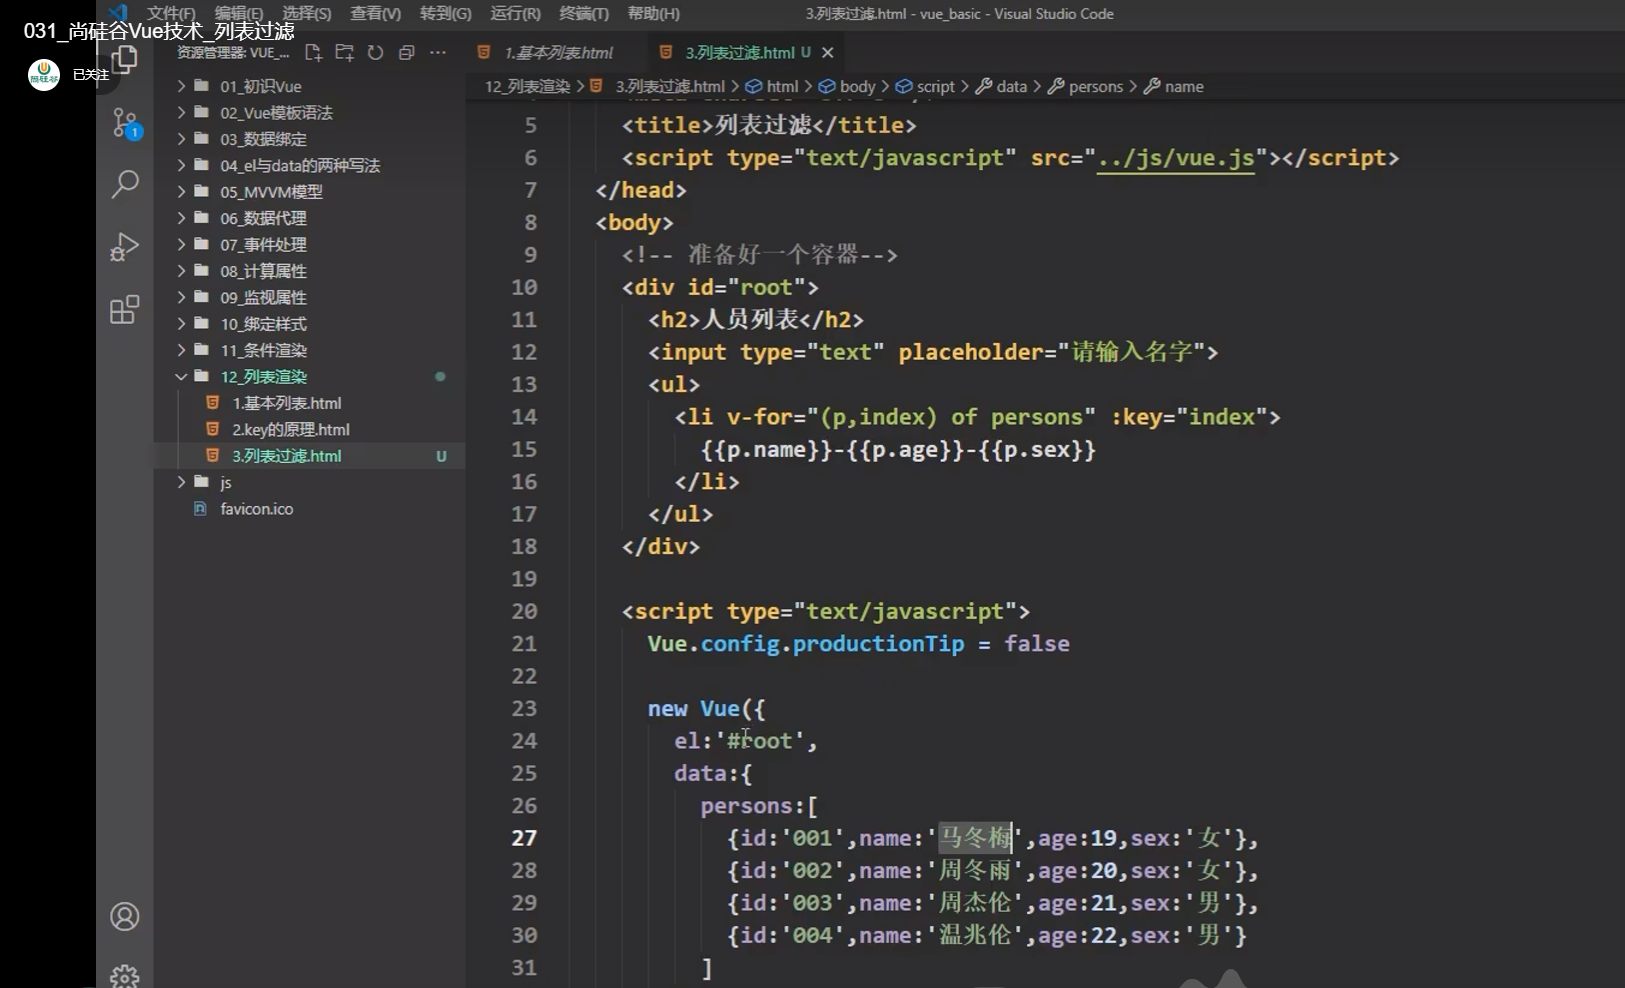 文件(F) 编辑(E) 选择(S) 查看(V) 转到(G) 运行(R) 终端(T) 帮助(H) 3.列表过滤.html - vue_basic - Visual Studio Code
031_尚硅谷Vue技术_列表过滤
已关注
资源管理器: VUE_...
1.基本列表.html 3.列表过滤.html U
12_列表渲染 > 3.列表过滤.html > html > body > script > data > persons > name
1
01_初识Vue
02_Vue模板语法
03_数据绑定
04_el与data的两种写法
05_MVVM模型
06_数据代理
07_事件处理
08_计算属性
09_监视属性
10_绑定样式
11_条件渲染
12_列表渲染
1.基本列表.html
2.key的原理.html
3.列表过滤.html U
js
favicon.ico
5 <title>列表过滤</title>
6 <script type="text/javascript" src="../js/vue.js"></script>
7 </head>
8 <body>
9 <!-- 准备好一个容器-->
10 <div id="root">
11 <h2>人员列表</h2>
12 <input type="text" placeholder="请输入名字">
13 <ul>
14 <li v-for="(p,index) of persons" :key="index">
15 {{p.name}}-{{p.age}}-{{p.sex}}
16 </li>
17 </ul>
18 </div>
19
20 <script type="text/javascript">
21 Vue.config.productionTip = false
22
23 new Vue({
24 el:'#root',
25 data:{
26 persons:[
27 {id:'001',name:'马冬梅',age:19,sex:'女'},
28 {id:'002',name:'周冬雨',age:20,sex:'女'},
29 {id:'003',name:'周杰伦',age:21,sex:'男'},
30 {id:'004',name:'温兆伦',age:22,sex:'男'}
31 ]